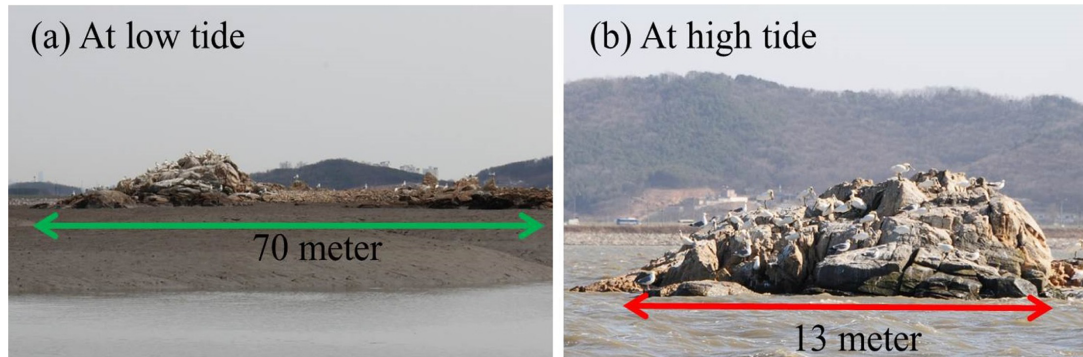 (a) At low tide
70 meter
(b) At high tide
13 meter